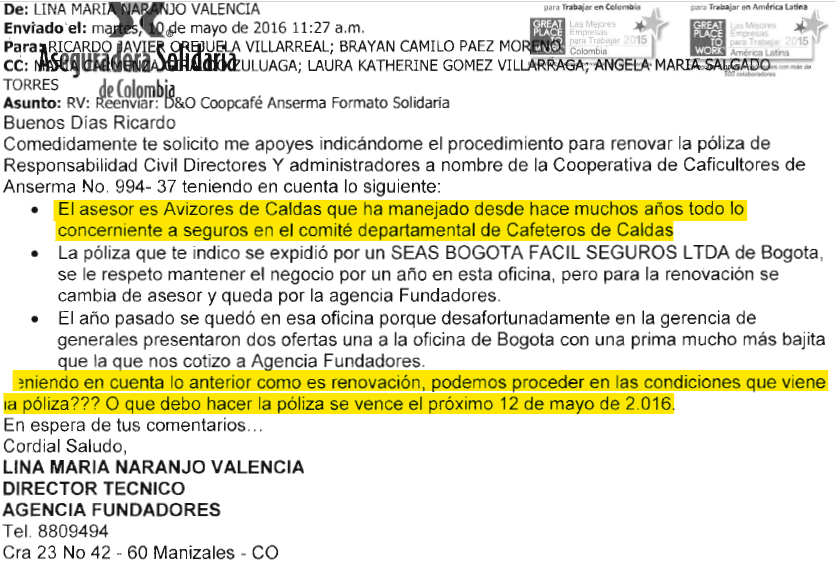 De: LINA MARIA NARANJO VALENCIA
Enviado el: martes, 10 de mayo de 2016 11:27 a.m.
Para: RICARDO JAVIER OREJUELA VILLARREAL; BRAYAN CAMILO PAEZ MORENO
CC: ZULUAGA; LAURA KATHERINE GOMEZ VILLARRAGA; ANGELA MARIA SALGADO
TORRES
Aseguradora Solidaria
de Colombia
GREAT PLACE TO WORK
para Trabajar en Colombia
Las Mejores
Empresas
para Trabajar 2015
Colombia
GREAT PLACE TO WORK
para Trabajar en América Latina
Las Mejores
Empresas
para Trabajar 2015
América Latina
con más de
500 colaboradores
Asunto: RV: Reenviar: D&O Coopcafé Anserma Formato Solidaria
Buenos Días Ricardo
Comedidamente te solicito me apoyes indicándome el procedimiento para renovar la póliza de
Responsabilidad Civil Directores Y administradores a nombre de la Cooperativa de Caficultores de
Anserma No. 994- 37 teniendo en cuenta lo siguiente:
• El asesor es Avizores de Caldas que ha manejado desde hace muchos años todo lo
concerniente a seguros en el comité departamental de Cafeteros de Caldas
• La póliza que te indico se expidió por un SEAS BOGOTA FACIL SEGUROS LTDA de Bogota,
se le respeto mantener el negocio por un año en esta oficina, pero para la renovación se
cambia de asesor y queda por la agencia Fundadores.
• El año pasado se quedó en esa oficina porque desafortunadamente en la gerencia de
generales presentaron dos ofertas una a la oficina de Bogota con una prima mucho más bajita
que la que nos cotizo a Agencia Fundadores.
eniendo en cuenta lo anterior como es renovación, podemos proceder en las condiciones que viene
la póliza??? O que debo hacer la póliza se vence el próximo 12 de mayo de 2.016.
En espera de tus comentarios...
Cordial Saludo,
LINA MARIA NARANJO VALENCIA
DIRECTOR TECNICO
AGENCIA FUNDADORES
Tel. 8809494
Cra 23 No 42 - 60 Manizales - CO